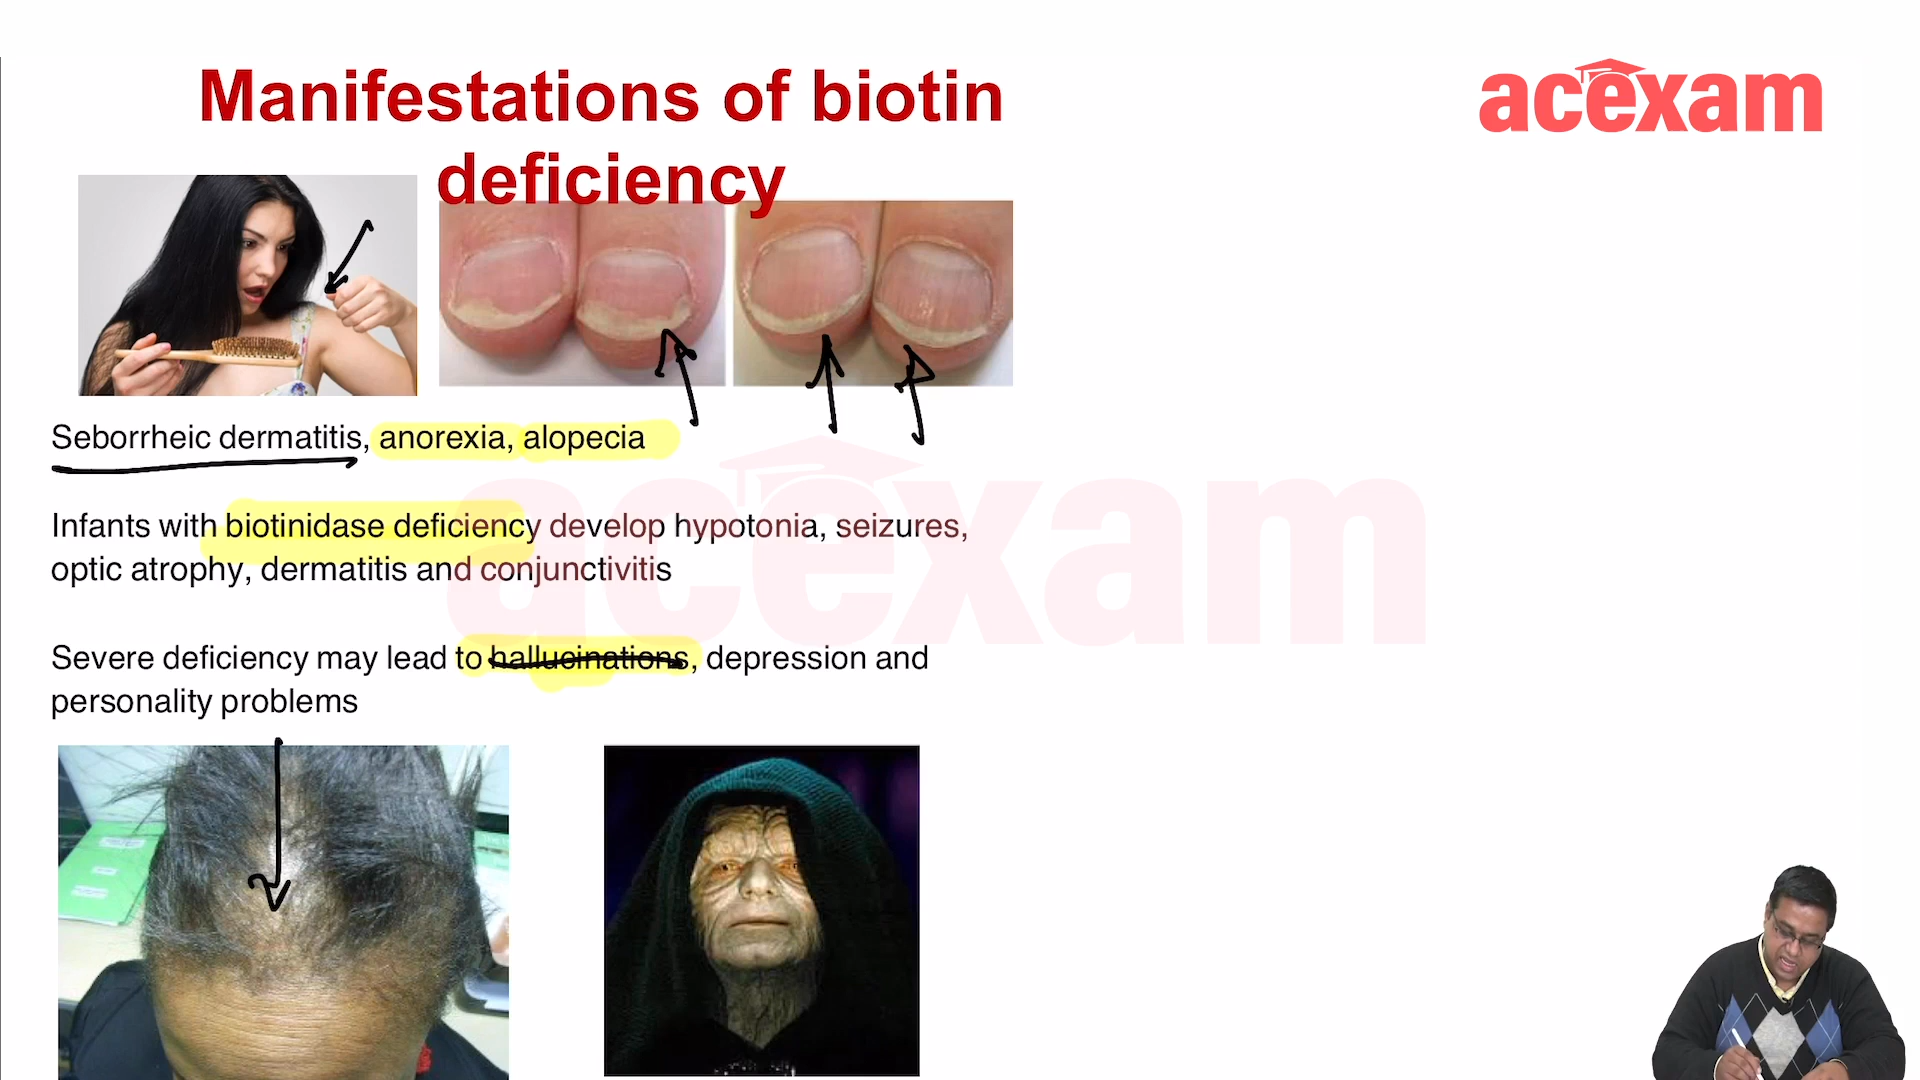 Manifestations of biotin
deficiency
acexam
Seborrheic dermatitis, anorexia, alopecia
Infants with biotinidase deficiency develop hypotonia, seizures,
optic atrophy, dermatitis and conjunctivitis
Severe deficiency may lead to hallucinations, depression and
personality problems
acexam